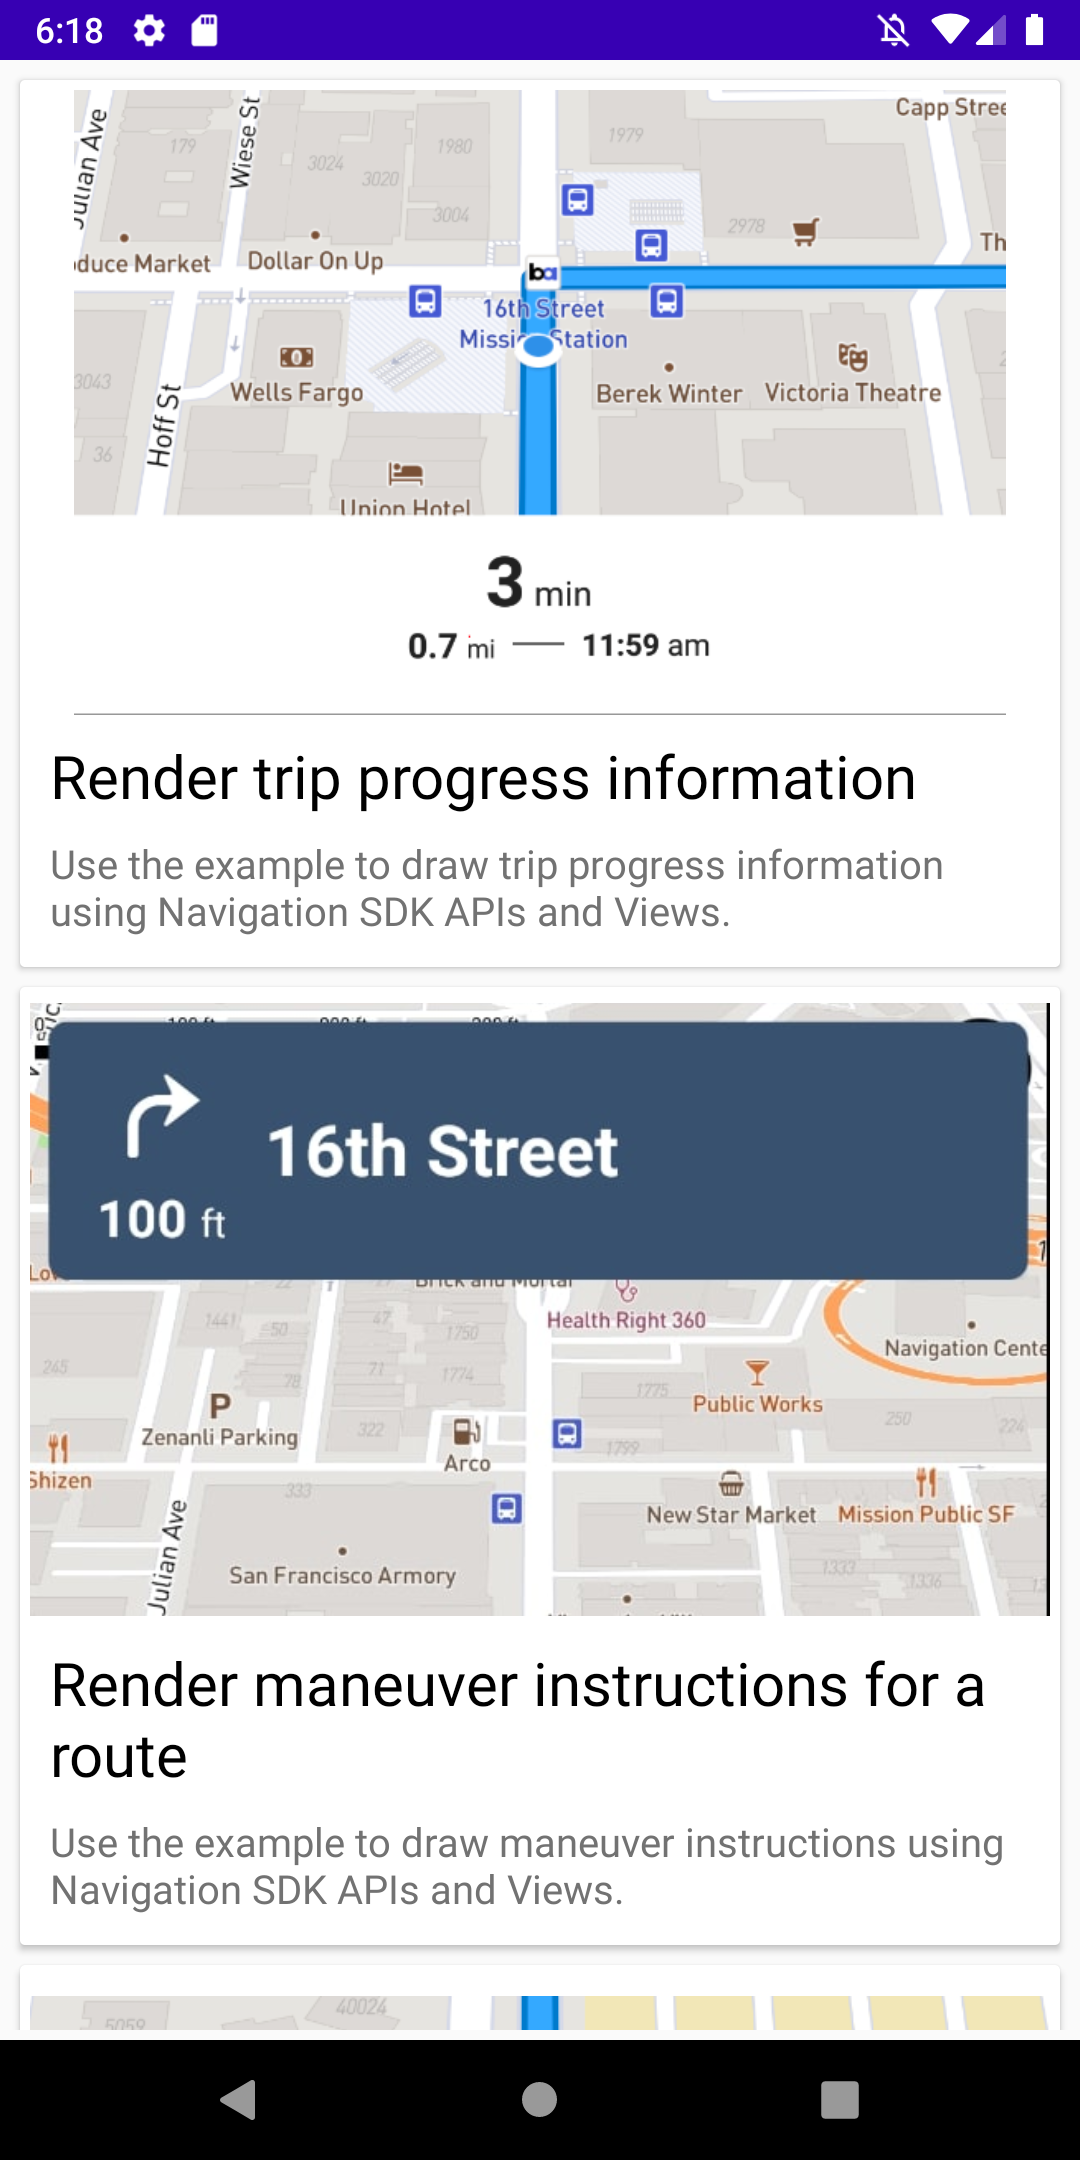 6:18
Capp Stree
Julian Ave
Wiese St
179
3024
3020
1980
3004
1979
2978
Th
duce Market
Dollar On Up
ba
16th Street
Mission Station
3043
Wells Fargo
Berek Winter
Victoria Theatre
Hoff St
36
Union Hotel
3 min
0.7 mi — 11:59 am
Render trip progress information
Use the example to draw trip progress information
using Navigation SDK APIs and Views.
16th Street
100 ft
Brick and Mortar
Health Right 360
1441
50
47
1750
Navigation Cente
245
78
71
1774
1775
Public Works
P
Zenanli Parking
322
Arco
1799
250
224
Shizen
333
New Star Market
Mission Public SF
Julian Ave
San Francisco Armory
1333
1336
Render maneuver instructions for a
route
Use the example to draw maneuver instructions using
Navigation SDK APIs and Views.
5059
40024